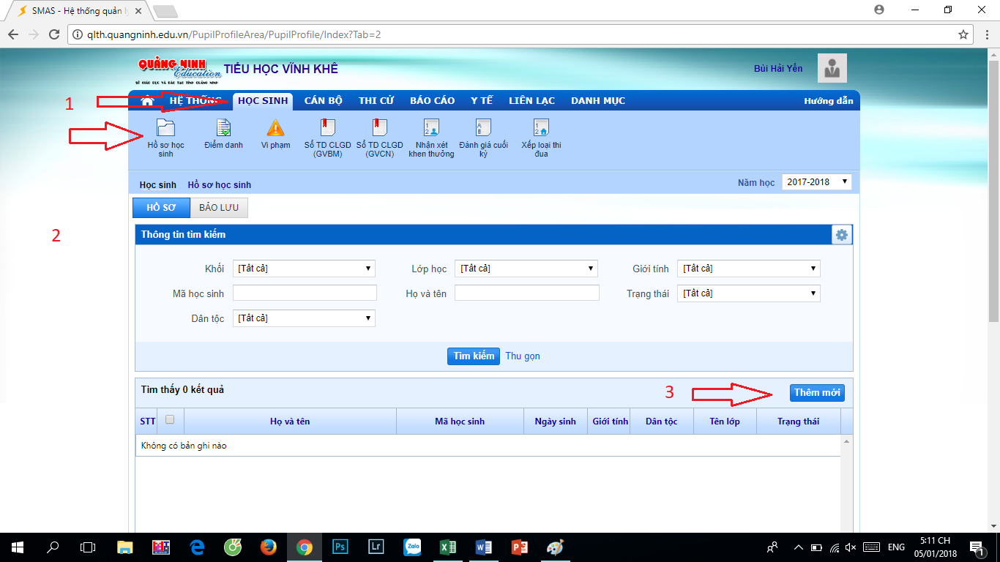 SMAS - Hệ thống quản lý
qlth.quangninh.edu.vn/PupilProfileArea/PupilProfile/Index?Tab=2
QUẢNG NINH
Education
SỞ GIÁO DỤC VÀ ĐÀO TẠO TỈNH QUẢNG NINH
TIỂU HỌC VĨNH KHÊ
Bùi Hải Yến
1
HỆ THỐNG HỌC SINH CÁN BỘ THI CỬ BÁO CÁO Y TẾ LIÊN LẠC DANH MỤC Hướng dẫn
Hồ sơ học sinh Điểm danh Vi phạm Sổ TD CLGD (GVBM) Sổ TD CLGD (GVCN) Nhận xét khen thưởng Đánh giá cuối kỳ Xếp loại thi đua
Học sinh Hồ sơ học sinh Năm học 2017-2018
HỒ SƠ BẢO LƯU
2
Thông tin tìm kiếm
Khối [Tất cả] Lớp học [Tất cả] Giới tính [Tất cả]
Mã học sinh Họ và tên Trạng thái [Tất cả]
Dân tộc [Tất cả]
Tìm kiếm Thu gọn
Tìm thấy 0 kết quả 3 Thêm mới
STT Họ và tên Mã học sinh Ngày sinh Giới tính Dân tộc Tên lớp Trạng thái
Không có bản ghi nào
Ps Lr Zalo
ENG
5:11 CH
05/01/2018
1